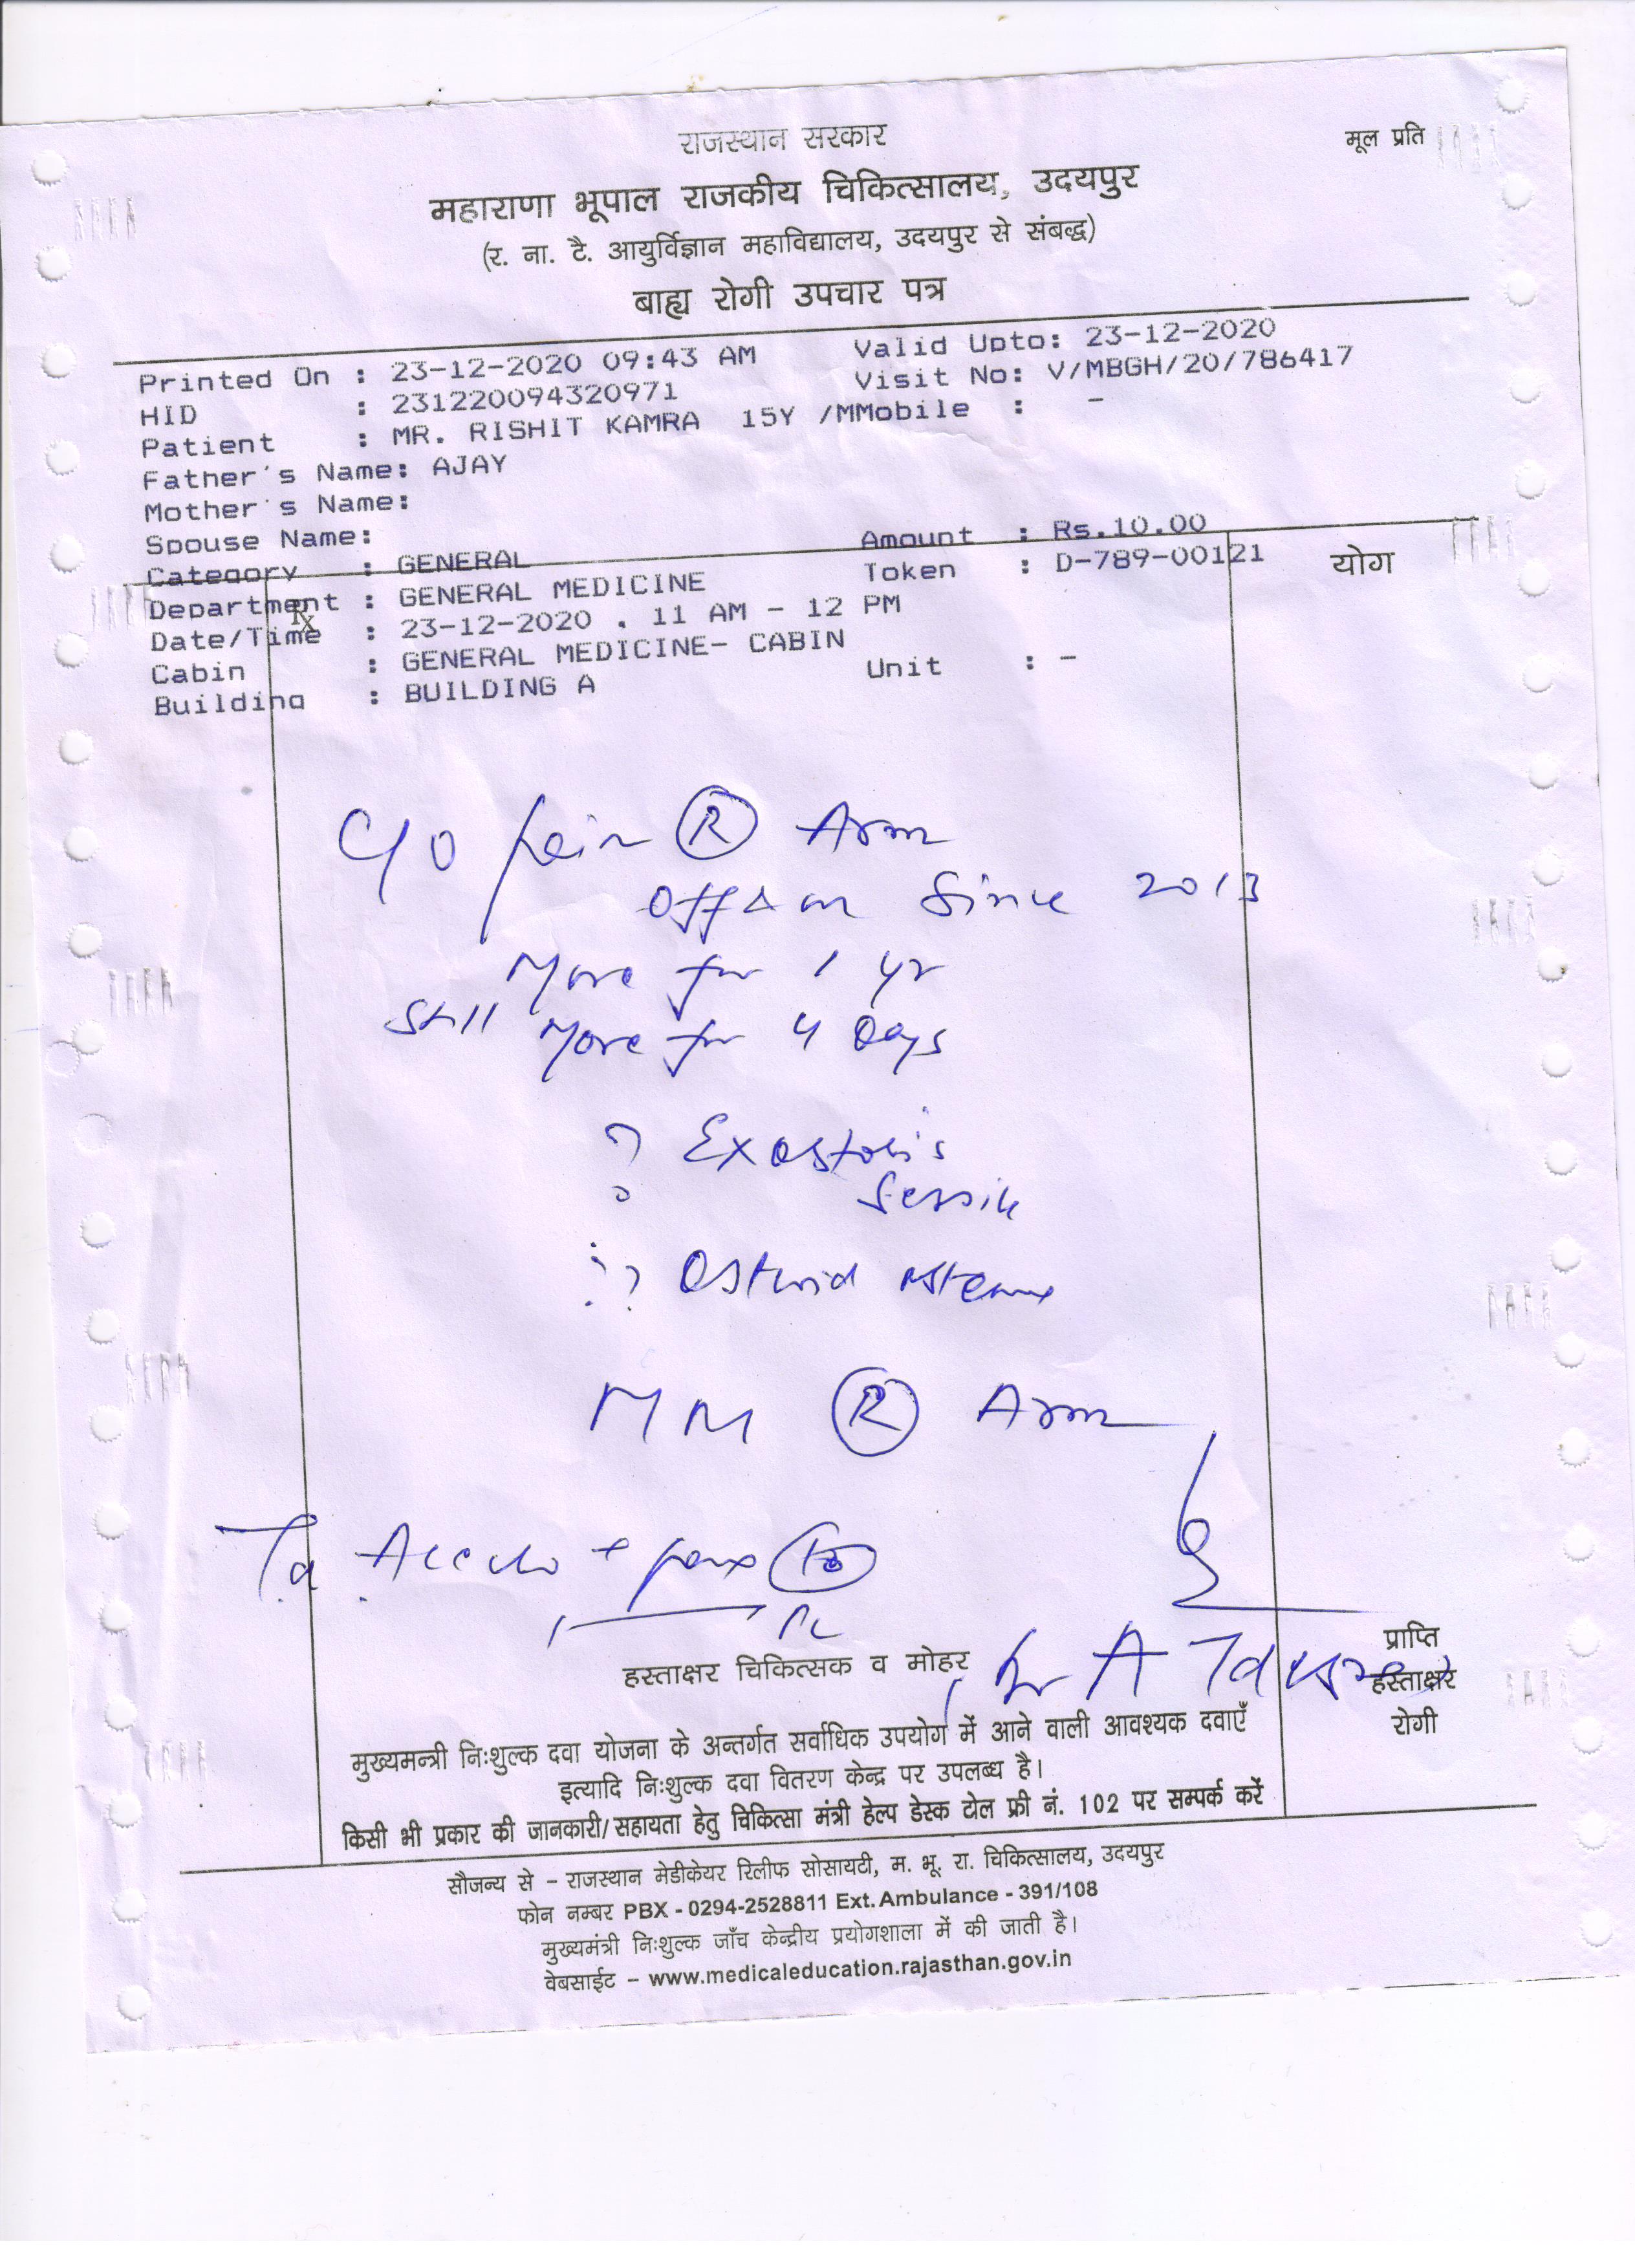 राजस्थान सरकार
मूल प्रति
महाराणा भूपाल राजकीय चिकित्सालय, उदयपुर
(र. ना. टै. आयुर्विज्ञान महाविद्यालय, उदयपुर से संबद्ध)
बाह्य रोगी उपचार पत्र
Printed On : 23-12-2020 09:43 AM Valid Upto: 23-12-2020
HID : 231220094320971 Visit No: V/MBGH/20/786417
Patient : MR. RISHIT KAMRA 15Y /MMobile : -
Father's Name: AJAY
Mother's Name:
Spouse Name:
Category : GENERAL Amount : Rs.10.00
Department : GENERAL MEDICINE Token : D-789-00121
योग
Rx
Date/Time : 23-12-2020 , 11 AM - 12 PM
Cabin : GENERAL MEDICINE- CABIN
Building : BUILDING A Unit : -
C/O pain (R) Arm
off & on Since 2013
More for 1 yr
Still More for 4 Days
? Exostosis
Sessile
?? Osteoid osteoma
(R) Arm
प्राप्ति
हस्ताक्षर चिकित्सक व मोहर
हस्ताक्षर
रोगी
मुख्यमन्त्री निःशुल्क दवा योजना के अन्तर्गत सर्वाधिक उपयोग में आने वाली आवश्यक दवाएँ
इत्यादि निःशुल्क दवा वितरण केन्द्र पर उपलब्ध है।
किसी भी प्रकार की जानकारी/सहायता हेतु चिकित्सा मंत्री हेल्प डेस्क टोल फ्री नं. 102 पर सम्पर्क करें
सौजन्य से - राजस्थान मेडीकेयर रिलीफ सोसायटी, म. भू. रा. चिकित्सालय, उदयपुर
फोन नम्बर PBX - 0294-2528811 Ext. Ambulance - 391/108
मुख्यमंत्री निःशुल्क जाँच केन्द्रीय प्रयोगशाला में की जाती है।
वेबसाईट - www.medicaleducation.rajasthan.gov.in